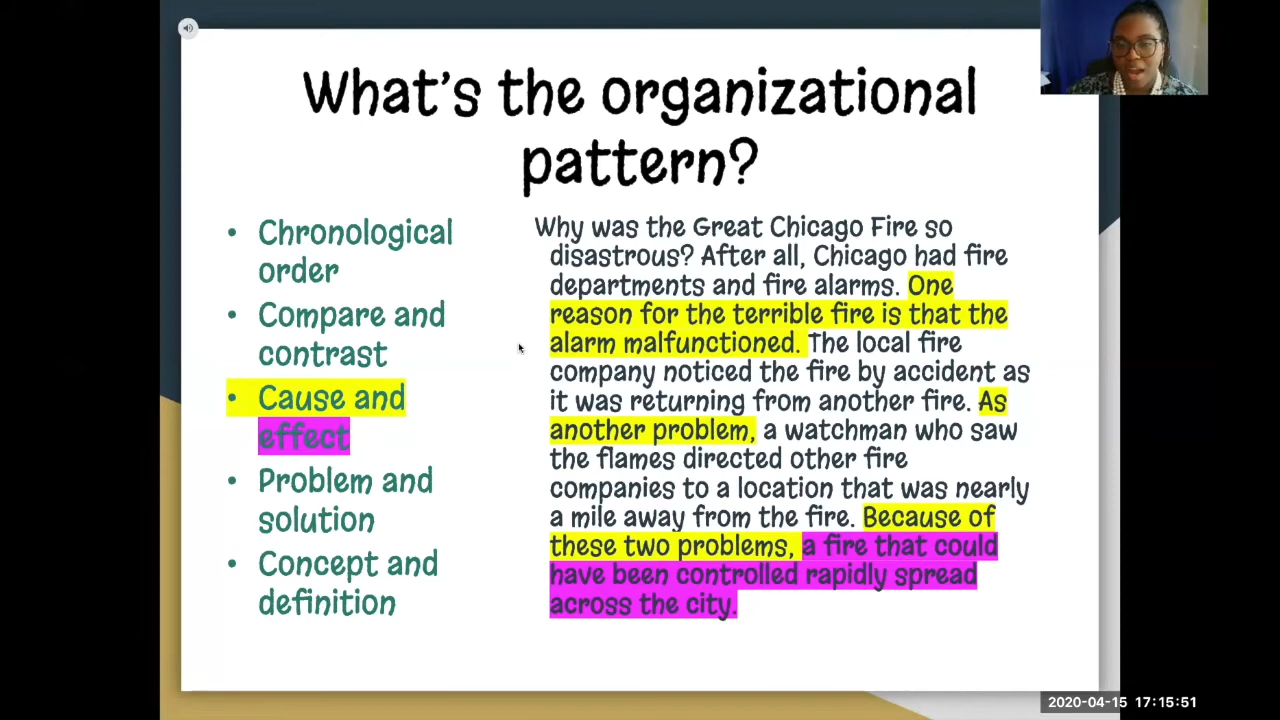 What's the organizational
pattern?
• Chronological
order
• Compare and
contrast
• Cause and
effect
• Problem and
solution
• Concept and
definition
Why was the Great Chicago Fire so
disastrous? After all, Chicago had fire
departments and fire alarms. One
reason for the terrible fire is that the
alarm malfunctioned. The local fire
company noticed the fire by accident as
it was returning from another fire. As
another problem, a watchman who saw
the flames directed other fire
companies to a location that was nearly
a mile away from the fire. Because of
these two problems, a fire that could
have been controlled rapidly spread
across the city.
2020-04-15 17:15:51